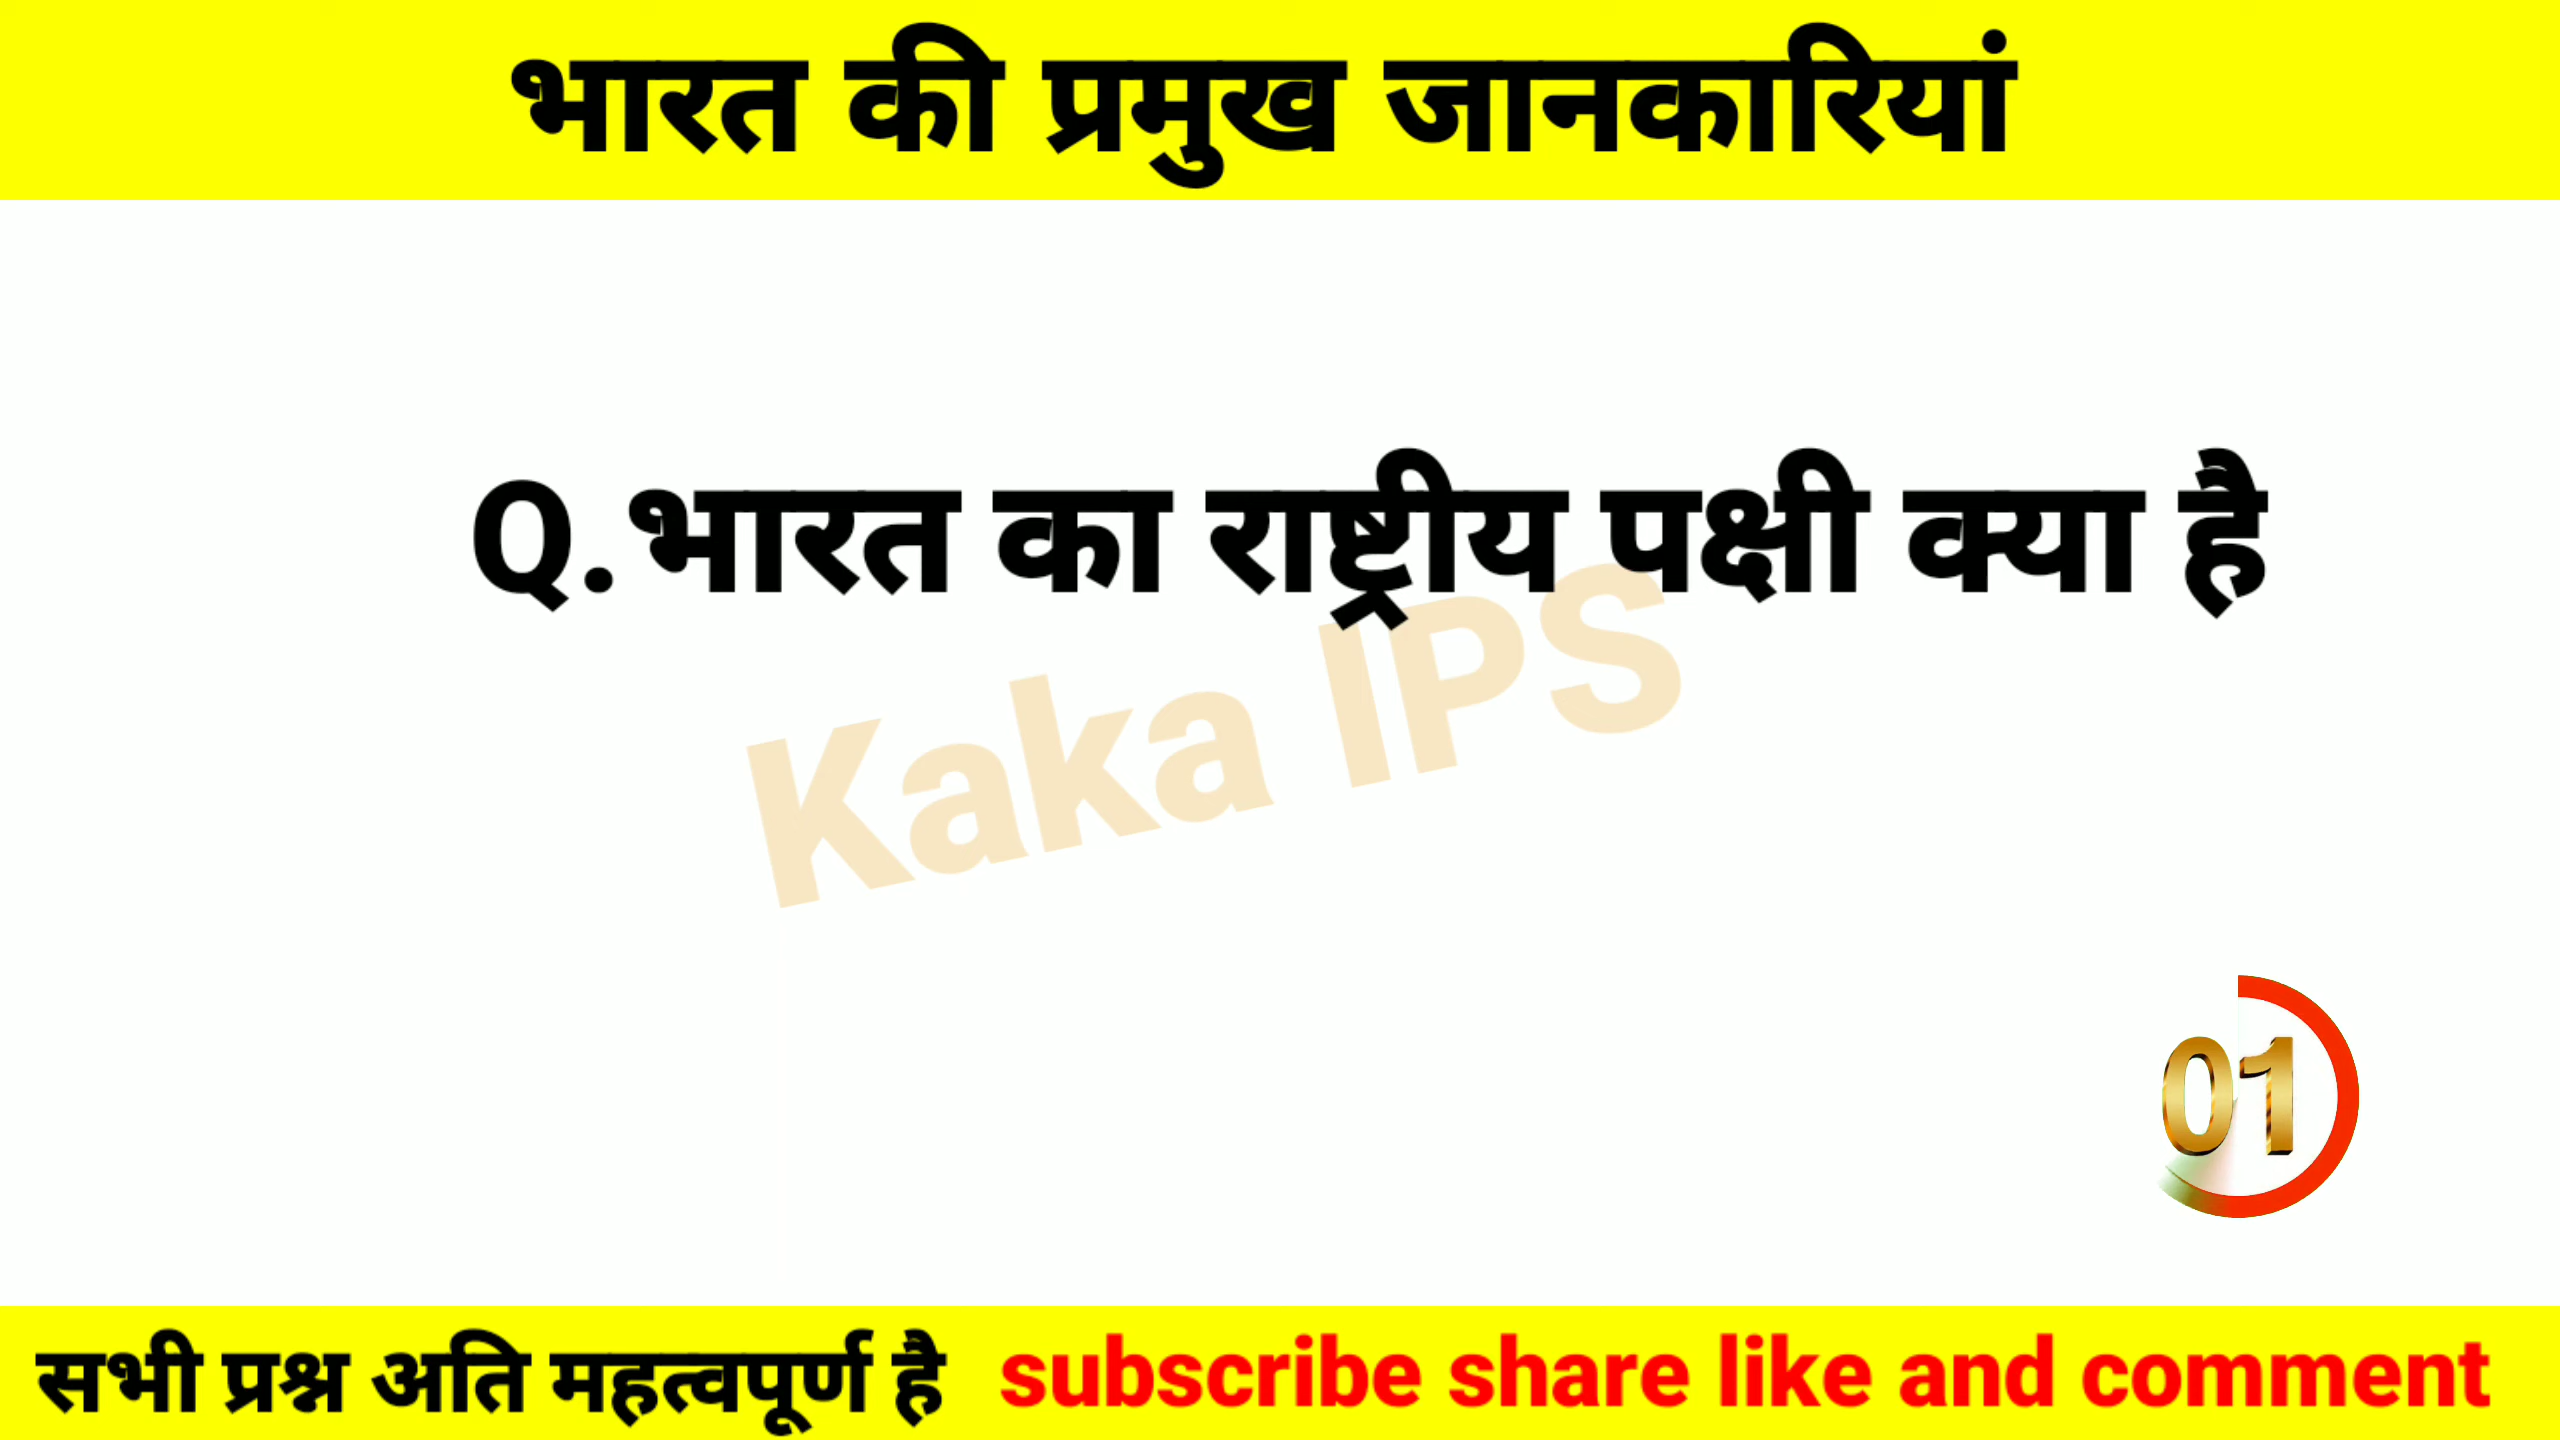 भारत की प्रमुख जानकारियां
Q.भारत का राष्ट्रीय पक्षी क्या है
Kaka IPS
01
सभी प्रश्न अति महत्वपूर्ण है subscribe share like and comment